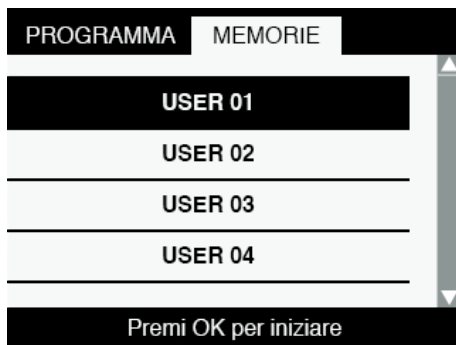 PROGRAMMA MEMORIE
USER 01
USER 02
USER 03
USER 04
Premi OK per iniziare